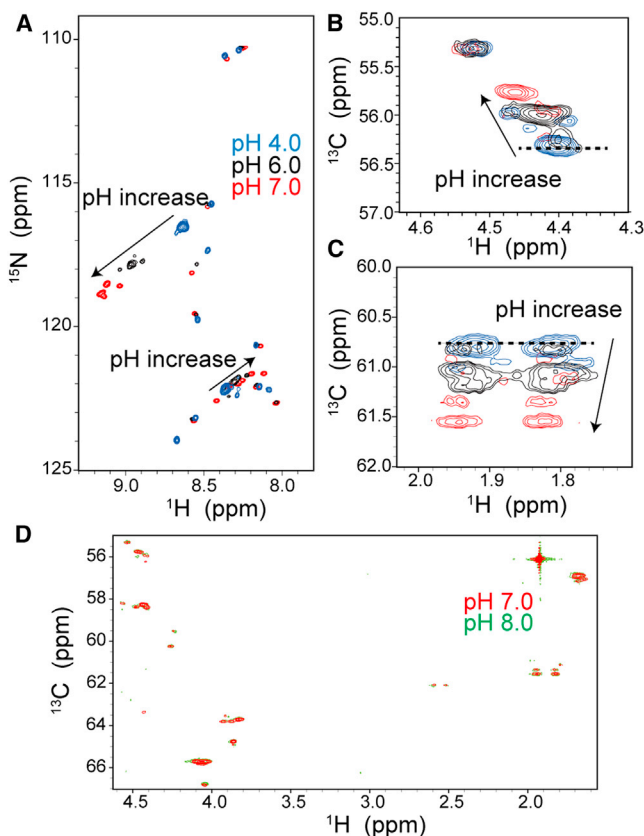 A
110
115
120
125
15N (ppm)
pH 4.0
pH 6.0
pH 7.0
pH increase
pH increase
9.0 8.5 8.0
1H (ppm)
B
55.0
55.5
56.0
56.5
57.0
13C (ppm)
pH increase
4.6 4.5 4.4 4.3
1H (ppm)
C
60.0
60.5
61.0
61.5
62.0
13C (ppm)
pH increase
2.0 1.9 1.8
1H (ppm)
D
56
58
60
62
64
66
13C (ppm)
pH 7.0
pH 8.0
4.5 4.0 3.5 3.0 2.5 2.0
1H (ppm)